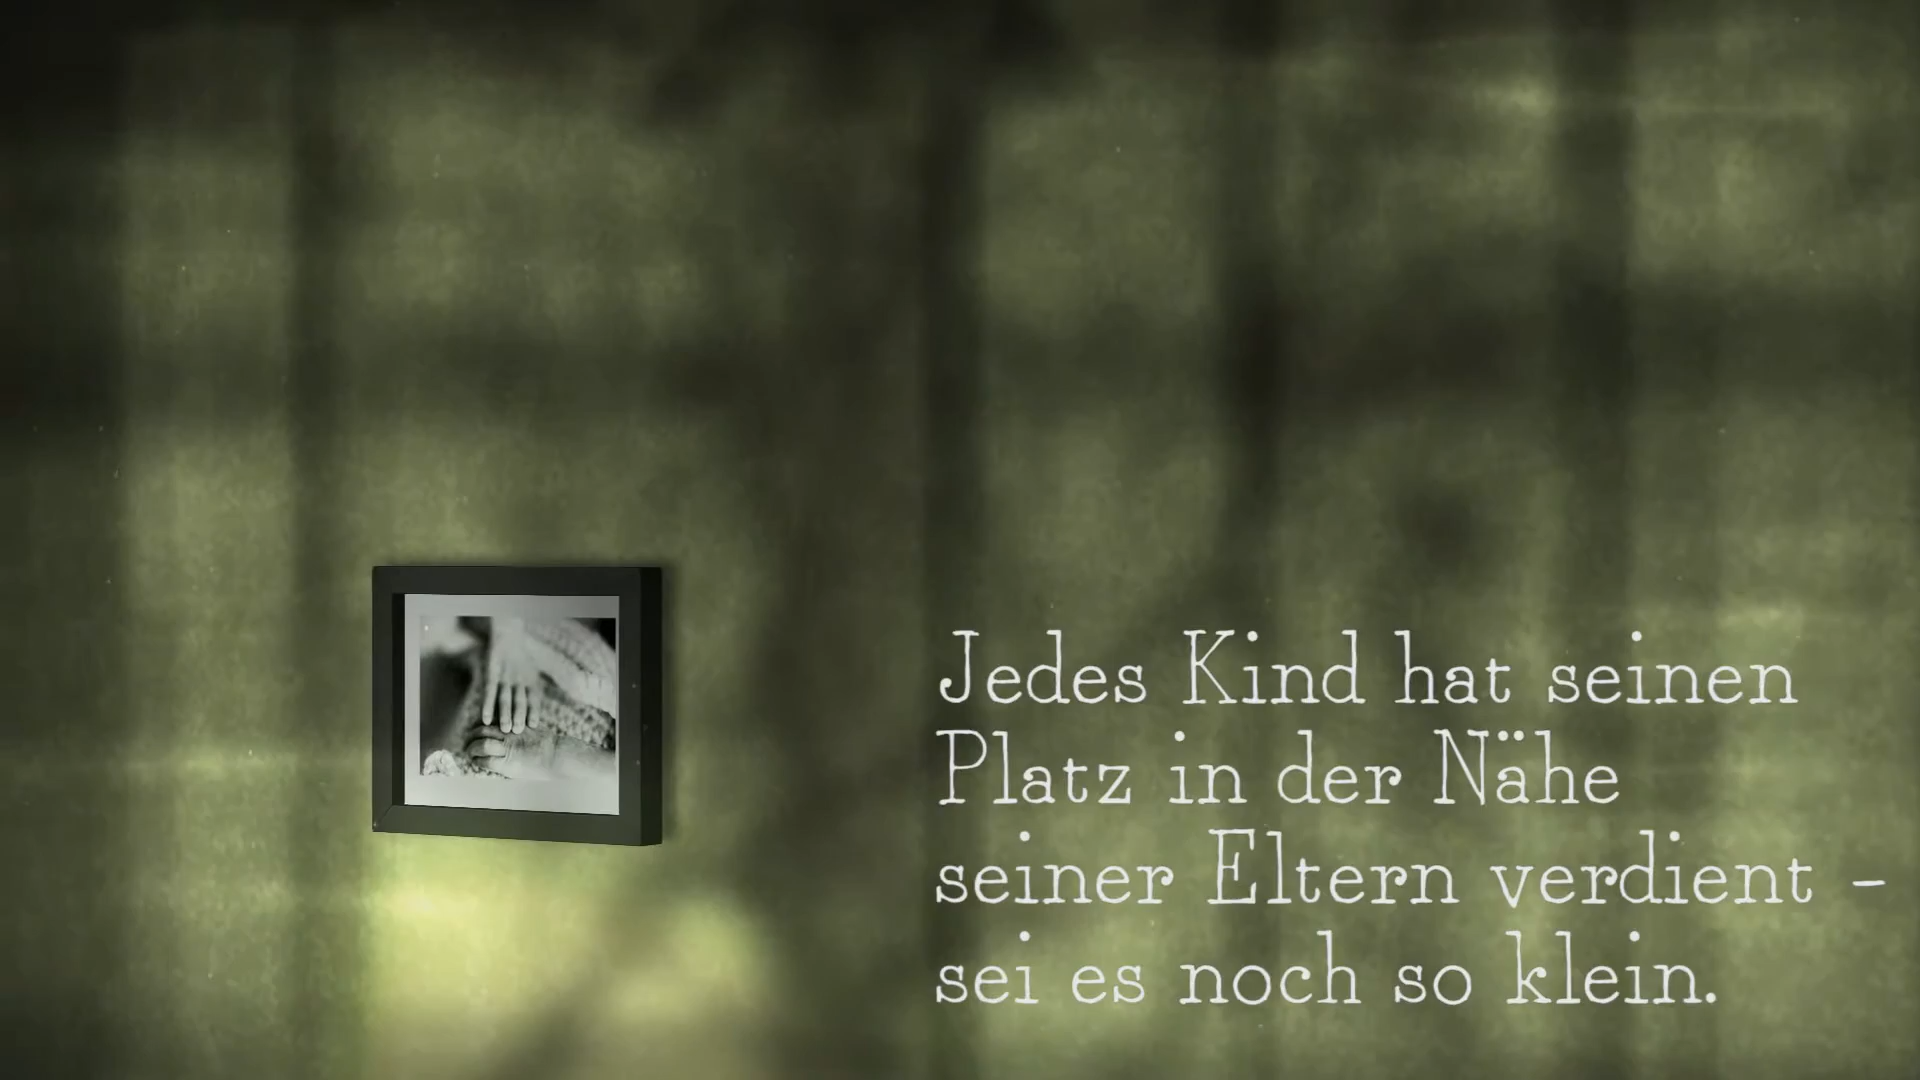 Jedes Kind hat seinen
Platz in der Nähe
seiner Eltern verdient -
sei es noch so klein.